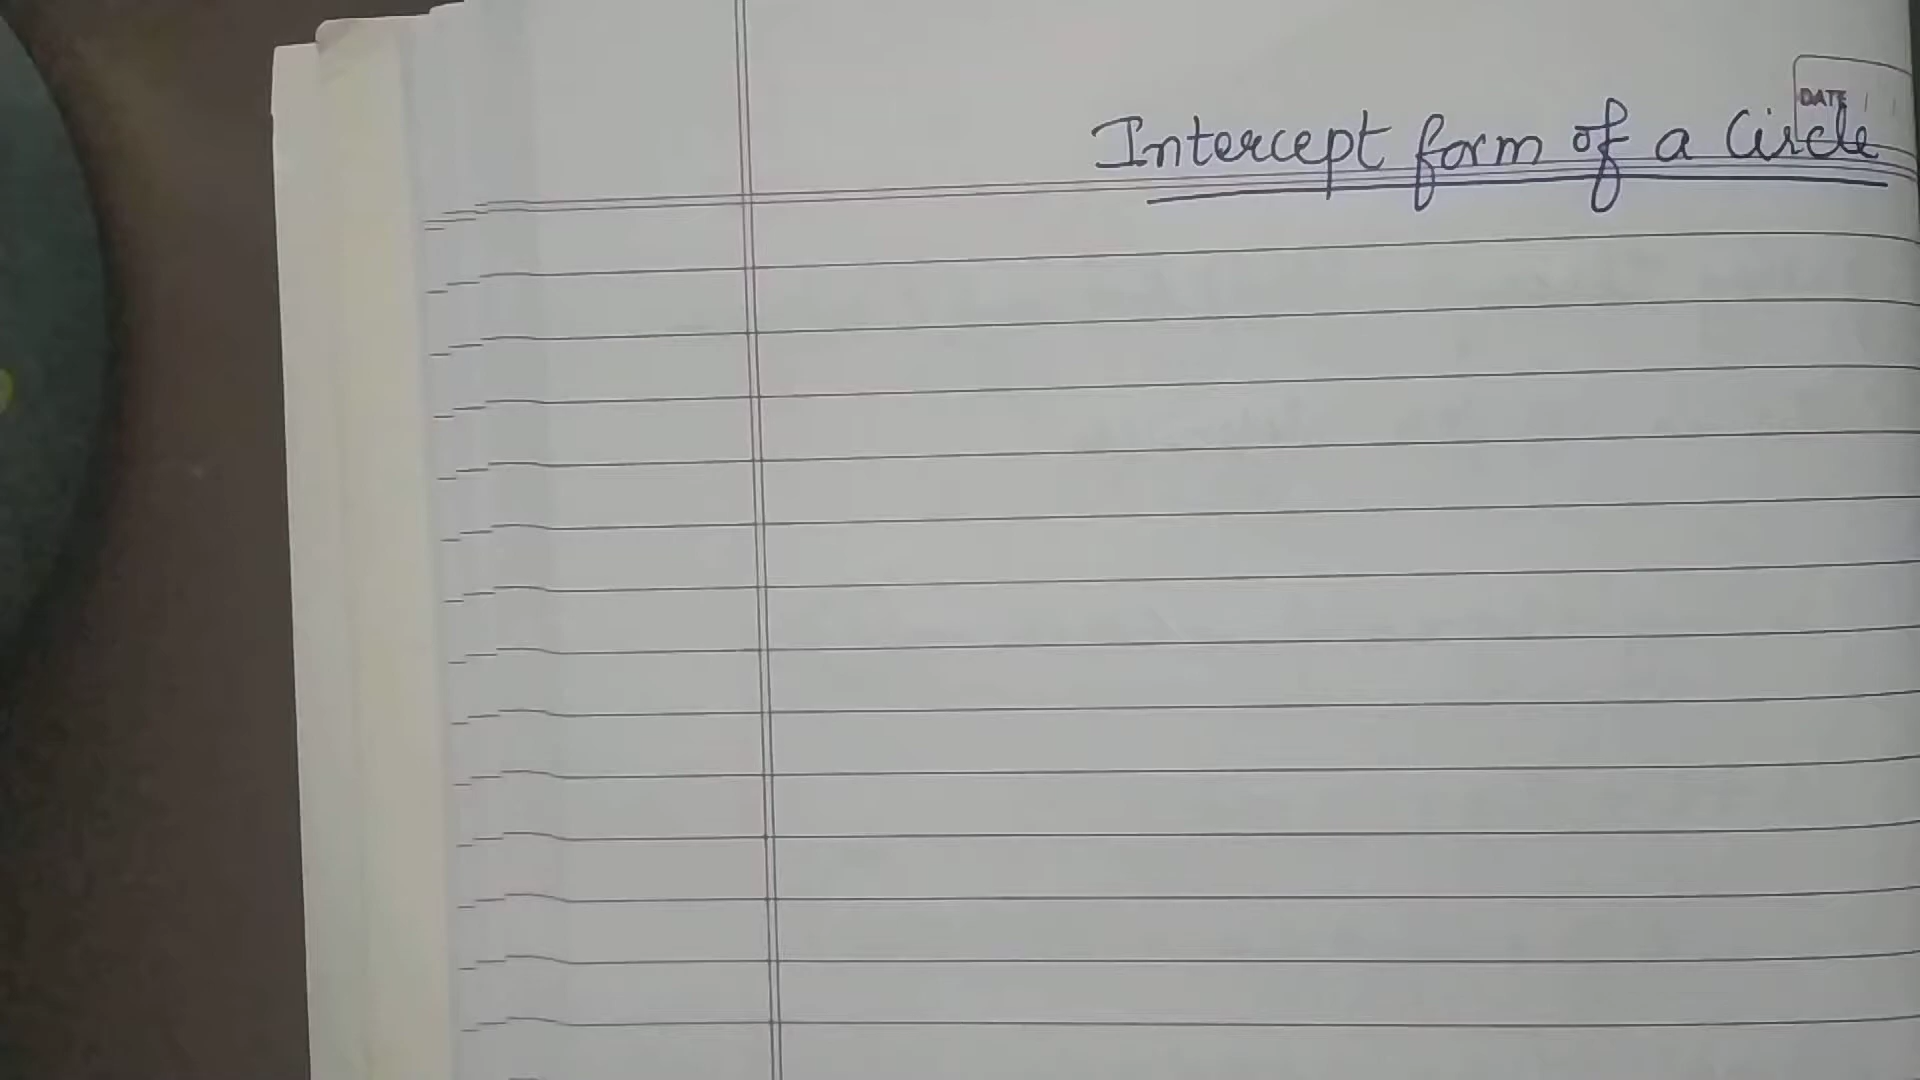 DATE
Intercept form of a Circle